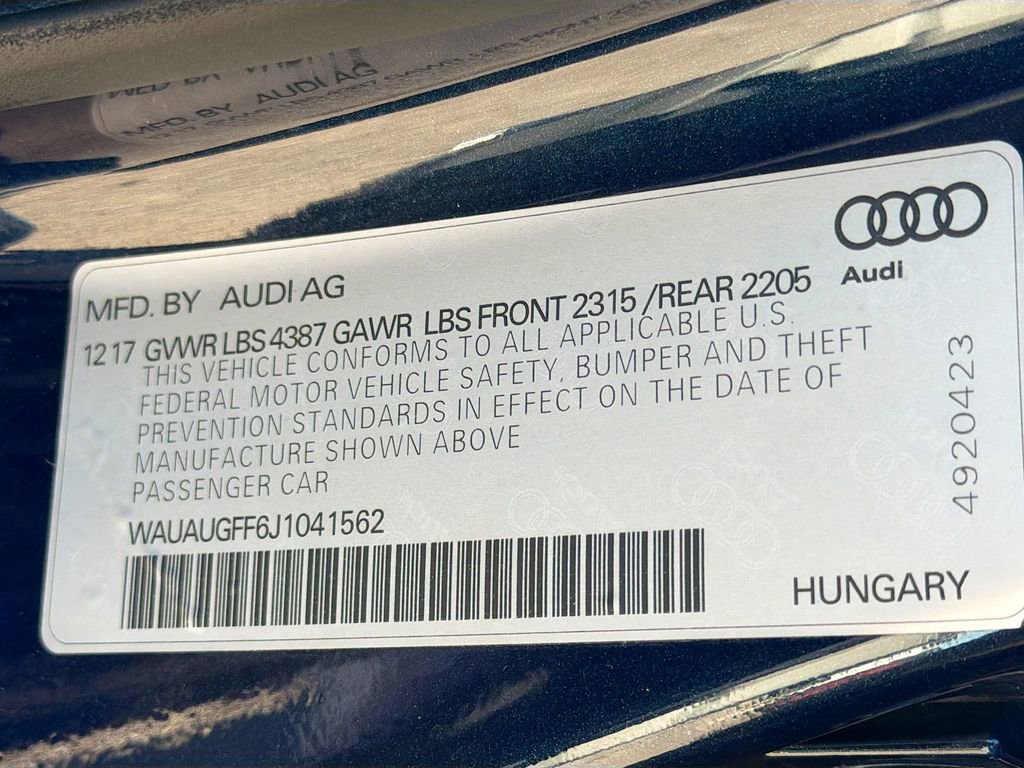 MFD. BY AUDI AG
Audi
12 17 GVWR LBS 4387 GAWR LBS FRONT 2315 /REAR 2205
THIS VEHICLE CONFORMS TO ALL APPLICABLE U.S.
FEDERAL MOTOR VEHICLE SAFETY, BUMPER AND THEFT
PREVENTION STANDARDS IN EFFECT ON THE DATE OF
MANUFACTURE SHOWN ABOVE
PASSENGER CAR
WAUAUGFF6J1041562
4920423
HUNGARY
MFD. BY AUDI AG